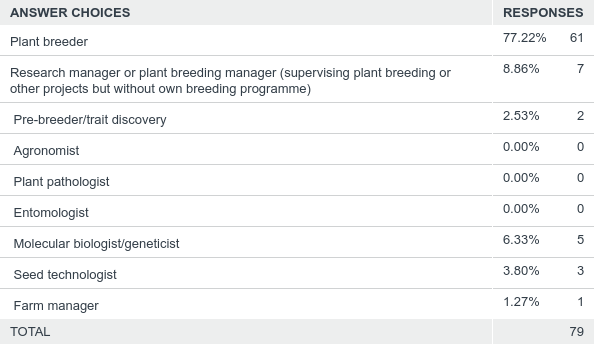 ANSWER CHOICES RESPONSES
Plant breeder 77.22% 61
Research manager or plant breeding manager (supervising plant breeding or 8.86% 7
other projects but without own breeding programme)
Pre-breeder/trait discovery 2.53% 2
Agronomist 0.00% 0
Plant pathologist 0.00% 0
Entomologist 0.00% 0
Molecular biologist/geneticist 6.33% 5
Seed technologist 3.80% 3
Farm manager 1.27% 1
TOTAL 79